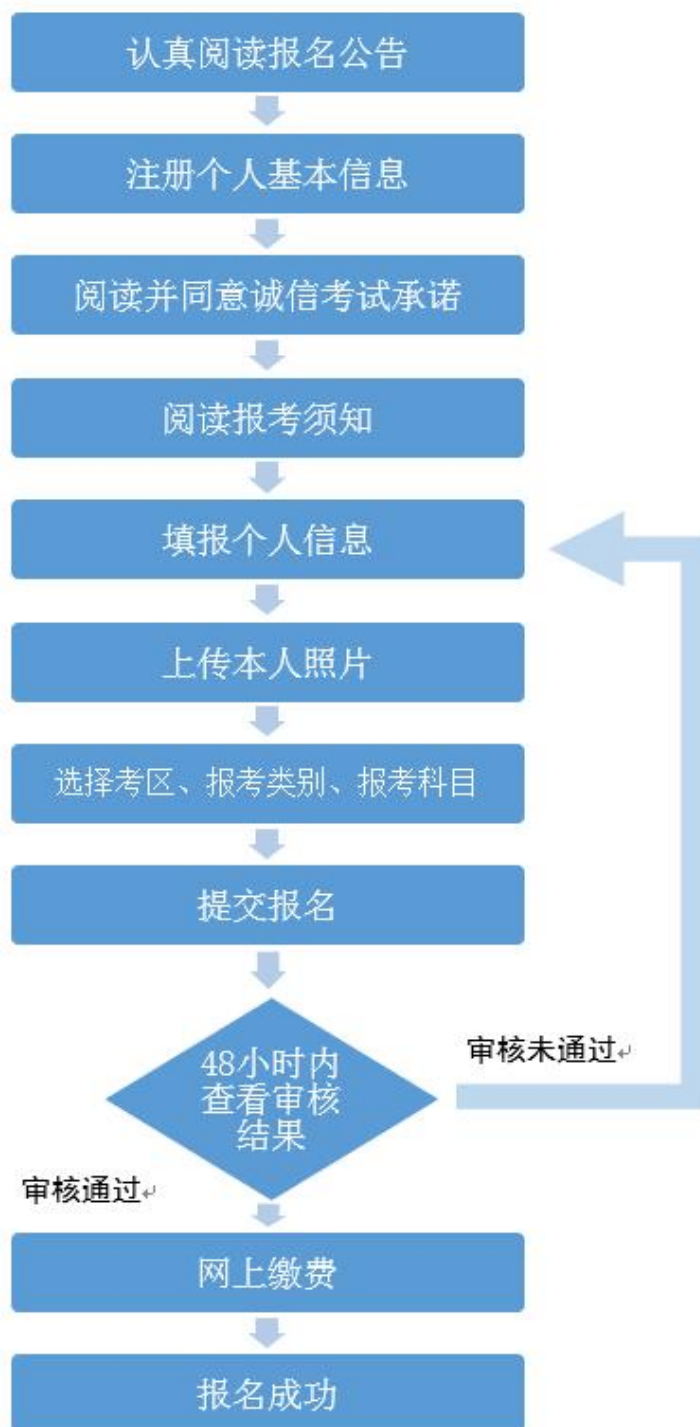 认真阅读报名公告
注册个人基本信息
阅读并同意诚信考试承诺
阅读报考须知
填报个人信息
上传本人照片
选择考区、报考类别、报考科目
提交报名
48小时内
查看审核
结果
审核未通过↵
审核通过↵
网上缴费
报名成功